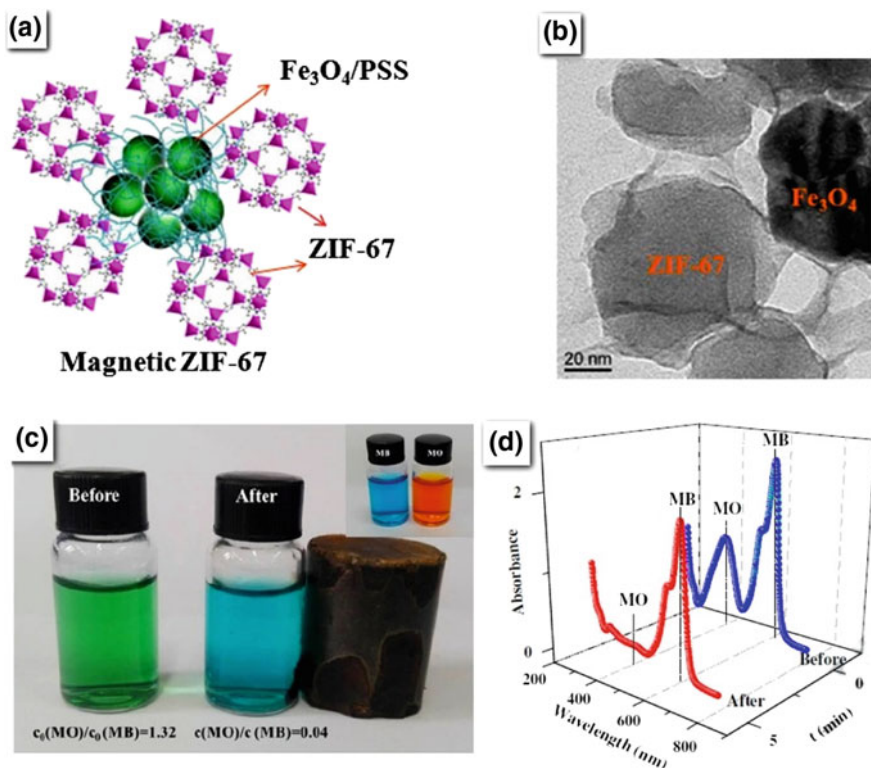 (a)
Fe₃O₄/PSS
ZIF-67
Magnetic ZIF-67
(b)
Fe₃O₄
ZIF-67
20 nm
(c)
Before
After
MB
MO
c₀(MO)/c₀(MB)=1.32
c(MO)/c (MB)=0.04
(d)
MB
MB
MO
MO
2
Absorbance
0
200
400
600
800
Wavelength (nm)
Before
After
0
5
t (min)